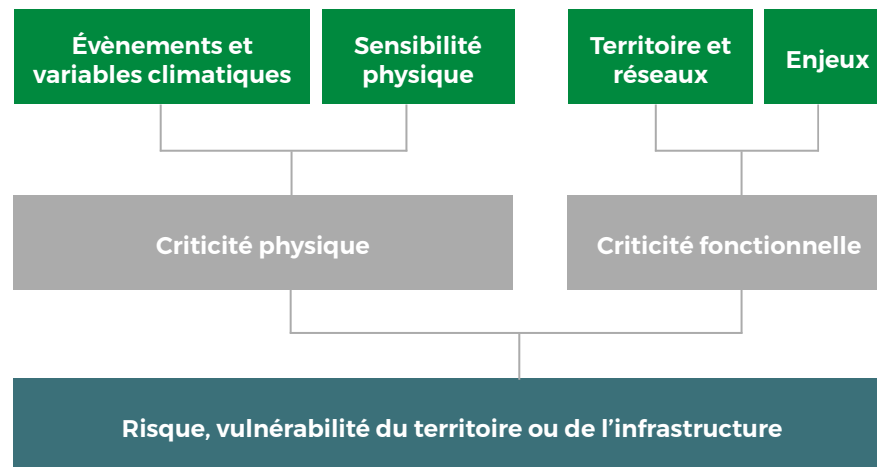 Évènements et
variables climatiques
Sensibilité
physique
Territoire et
réseaux
Enjeux
Criticité physique
Criticité fonctionnelle
Risque, vulnérabilité du territoire ou de l’infrastructure